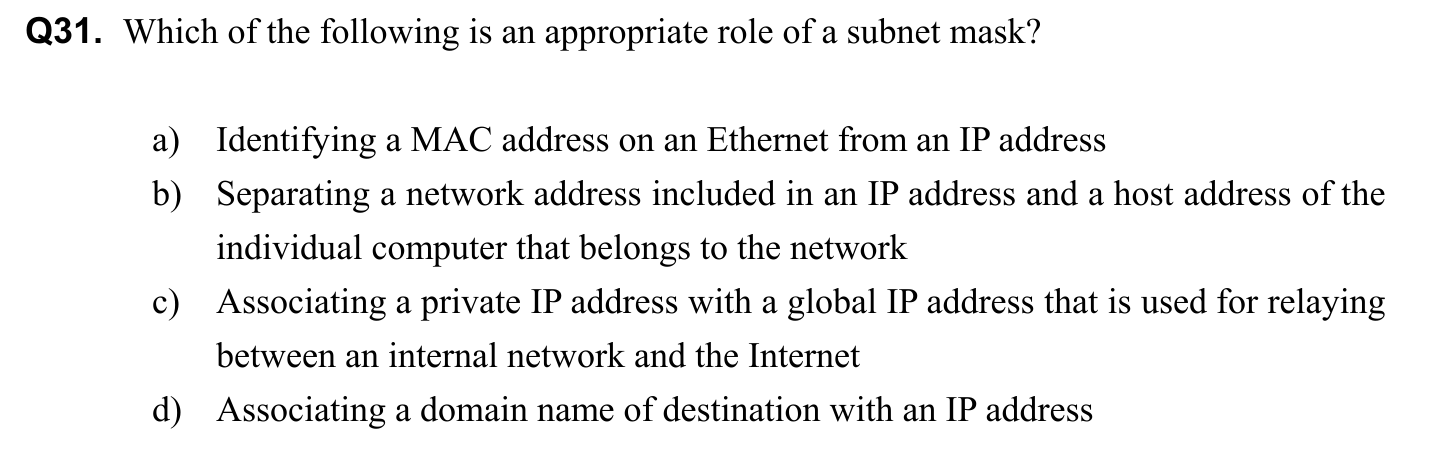 Q31. Which of the following is an appropriate role of a subnet mask?
a) Identifying a MAC address on an Ethernet from an IP address
b) Separating a network address included in an IP address and a host address of the
individual computer that belongs to the network
c) Associating a private IP address with a global IP address that is used for relaying
between an internal network and the Internet
d) Associating a domain name of destination with an IP address